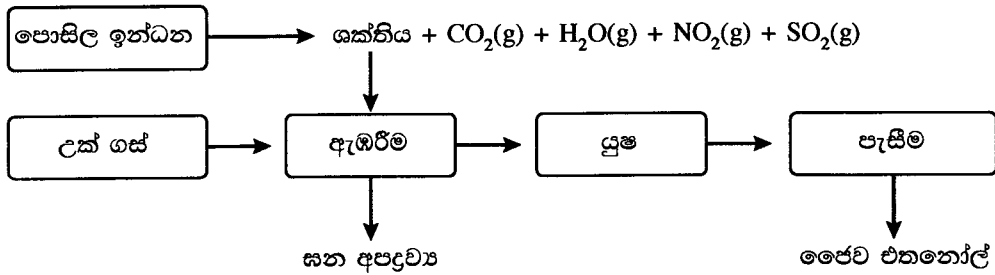 පොසිල ඉන්ධන ශක්තිය + CO₂(g) + H₂O(g) + NO₂(g) + SO₂(g)
උක් ගස් ඇඹරීම යුෂ පැසීම
ඝන අපද්‍රව්‍ය ජෛව එතනෝල්